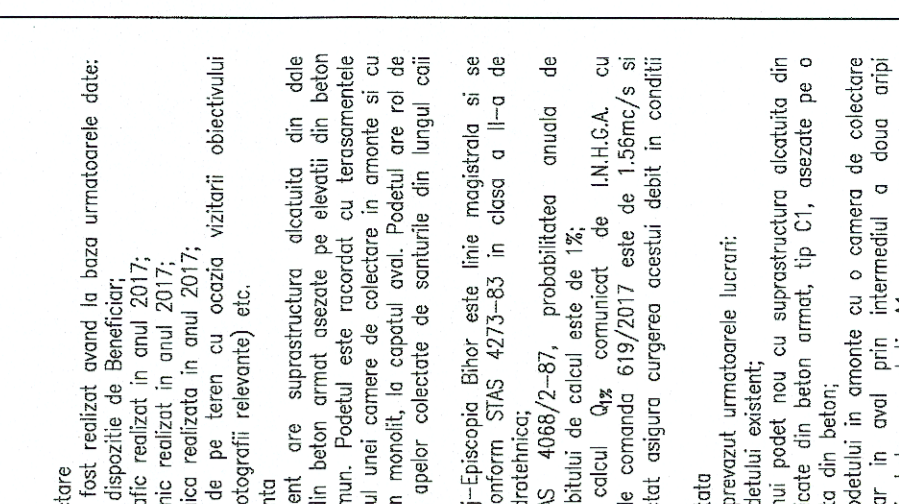 tare
fost realizat avand la baza urmatoarele date:
dispozitie de Beneficiar;
afic realizat in anul 2017;
nic realizat in anul 2017;
ica realizata in anul 2017;
de pe teren cu ocazia vizitarii obiectivului
otografii relevante) etc.
nta
ent are suprastructura alcatuita din dale
lin beton armat asezate pe elevatii din beton
mun. Podetul este racordat cu terasamentele
ul unei camere de colectare in amonte si cu
n monolit, la capatul aval. Podetul are rol de
apelor colectate de santurile din lungul caii
j-Episcopia Bihor este linie magistrala si se
onform STAS 4273-83 in clasa a II-a de
dratehnica;
AS 4068/2-87, probabilitatea anuala de
bitului de calcul este de 1%;
calcul Q1% comunicat de I.N.H.G.A. cu
le comanda 619/2017 este de 1.56mc/s si
tat asigura curgerea acestui debit in conditii
ata
prevazut urmatoarele lucrari:
detului existent;
nui podet nou cu suprastructura alcatuita din
cate din beton armat, tip C1, asezate pe o
ta din beton;
poetului in amonte cu o camera de colectare
ar in aval prin intermediul a doua aripi